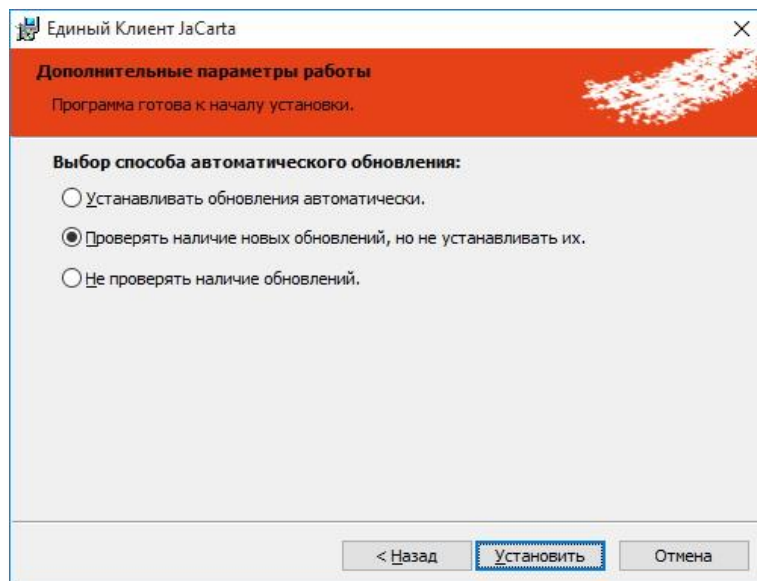 Единый Клиент JaCarta
Дополнительные параметры работы
Программа готова к началу установки.
Выбор способа автоматического обновления:
Устанавливать обновления автоматически.
Проверять наличие новых обновлений, но не устанавливать их.
Не проверять наличие обновлений.
< Назад
Установить
Отмена